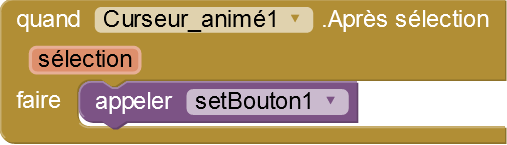 quand Curseur_animé1 .Après sélection
sélection
faire appeler setBouton1